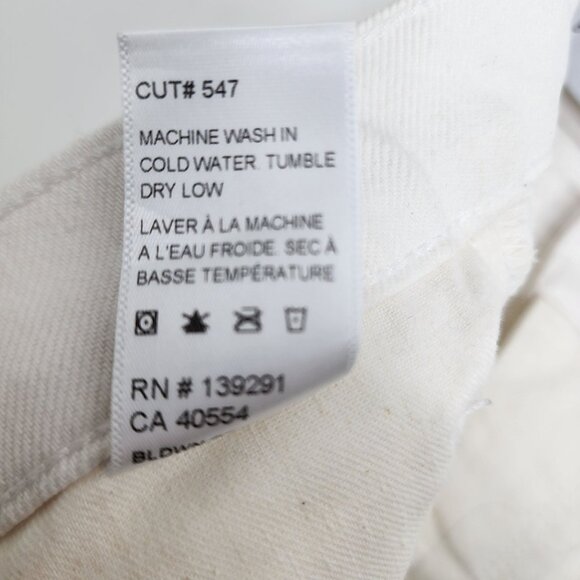 CUT# 547
MACHINE WASH IN
COLD WATER. TUMBLE
DRY LOW
LAVER À LA MACHINE
A L'EAU FROIDE. SEC À
BASSE TEMPÉRATURE
RN # 139291
CA 40554
BLDWN